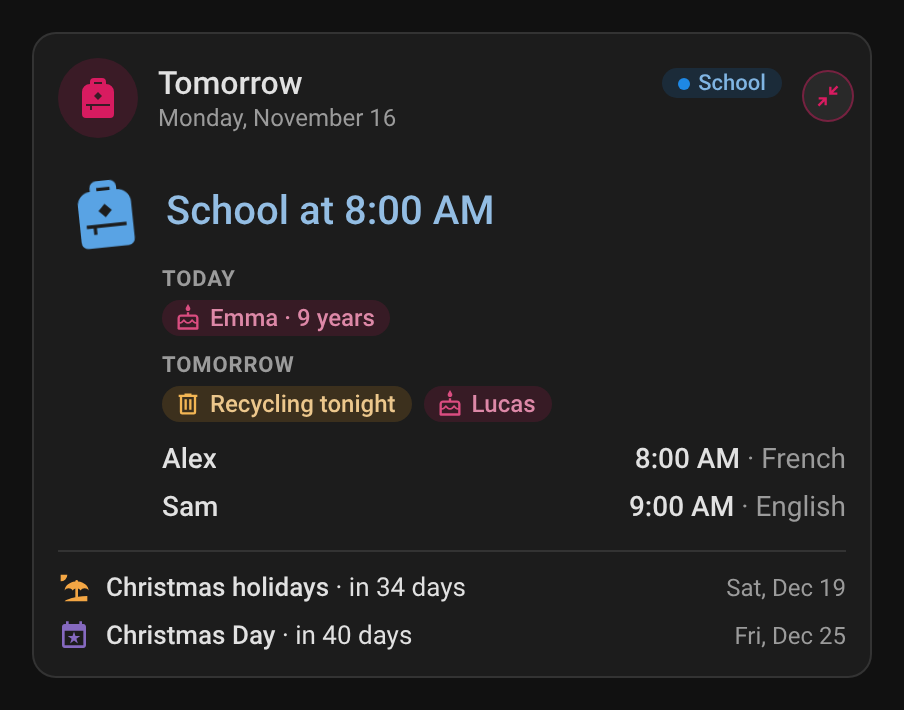 Tomorrow
School
Monday, November 16
School at 8:00 AM
TODAY
Emma · 9 years
TOMORROW
Recycling tonight
Lucas
Alex 8:00 AM · French
Sam 9:00 AM · English
Christmas holidays · in 34 days Sat, Dec 19
Christmas Day · in 40 days Fri, Dec 25